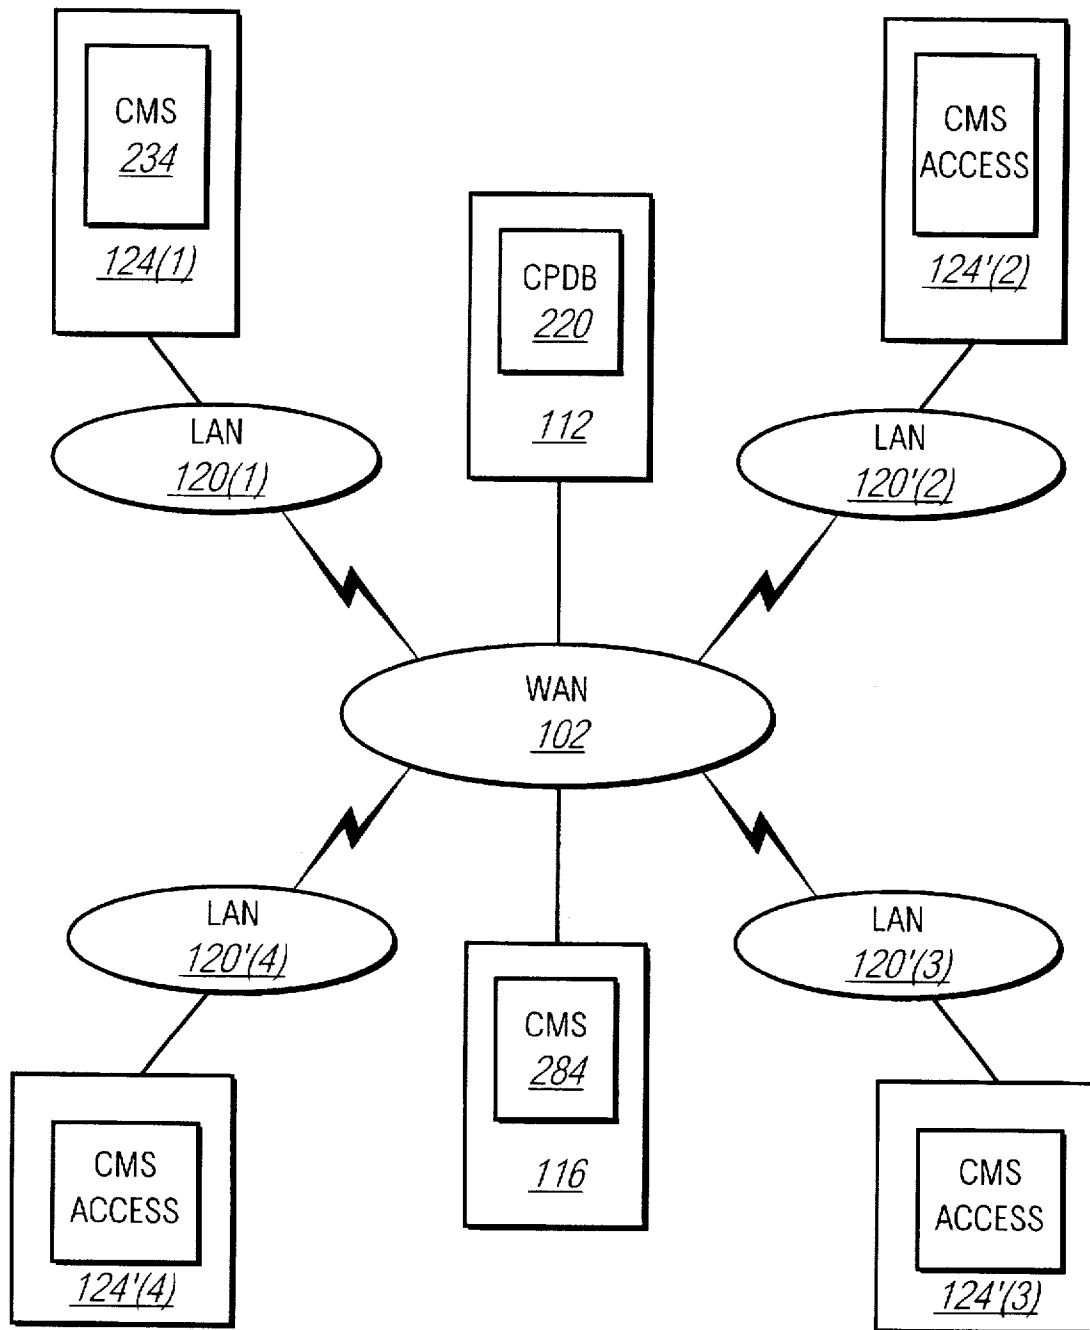 CMS
234
124(1)
CMS
ACCESS
124'(2)
CPDB
220
112
LAN
120(1)
LAN
120'(2)
WAN
102
LAN
120'(4)
LAN
120'(3)
CMS
284
116
CMS
ACCESS
124'(4)
CMS
ACCESS
124'(3)